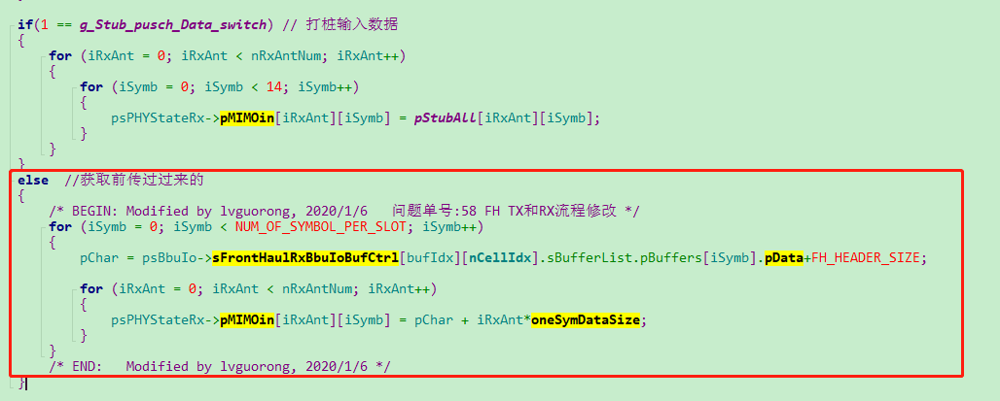 if(1 == g_Stub_pusch_Data_switch) // 打桩输入数据
{
for (iRxAnt = 0; iRxAnt < nRxAntNum; iRxAnt++)
{
for (iSymb = 0; iSymb < 14; iSymb++)
{
psPHYStateRx->pMIMOin[iRxAnt][iSymb] = pStubAll[iRxAnt][iSymb];
}
}
}
else //获取前传过过来的
{
/* BEGIN: Modified by lvguorong, 2020/1/6 问题单号:58 FH TX和RX流程修改 */
for (iSymb = 0; iSymb < NUM_OF_SYMBOL_PER_SLOT; iSymb++)
{
pChar = psBbuIo->sFrontHaulRxBbuIoBufCtrl[bufIdx][nCellIdx].sBufferList.pBuffers[iSymb].pData+FH_HEADER_SIZE;
for (iRxAnt = 0; iRxAnt < nRxAntNum; iRxAnt++)
{
psPHYStateRx->pMIMOin[iRxAnt][iSymb] = pChar + iRxAnt*oneSymDataSize;
}
}
/* END: Modified by lvguorong, 2020/1/6 */
}